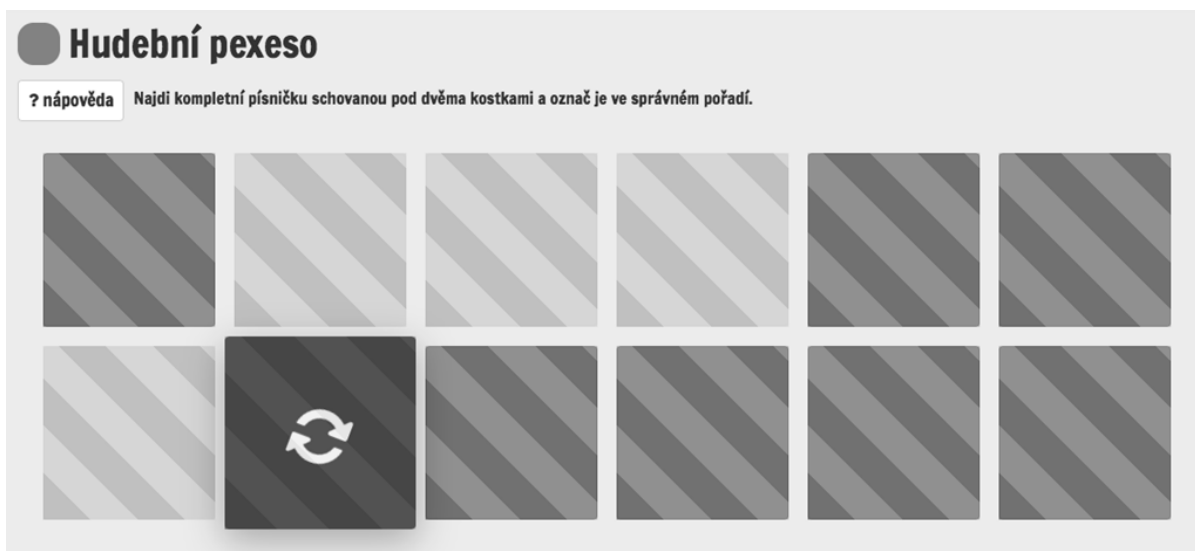 Hudební pexeso
? nápověda Najdi kompletní písničku schovanou pod dvěma kostkami a označ je ve správném pořadí.